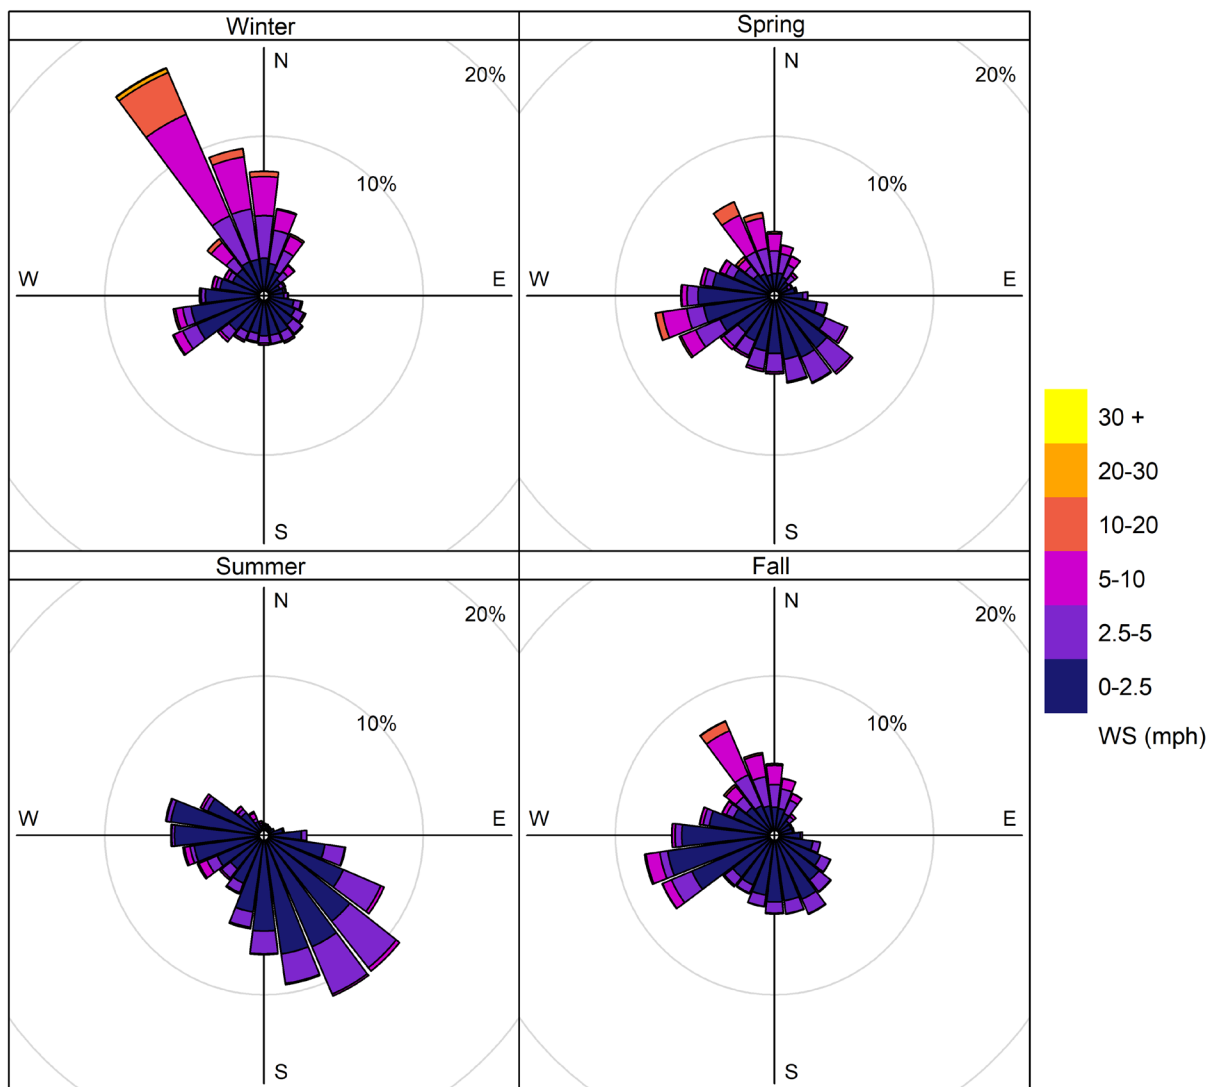 Winter
Spring
N
20%
10%
W
E
S
N
20%
10%
W
E
S
Summer
Fall
N
20%
10%
W
E
S
N
20%
10%
W
E
S
30 +
20-30
10-20
5-10
2.5-5
0-2.5
WS (mph)